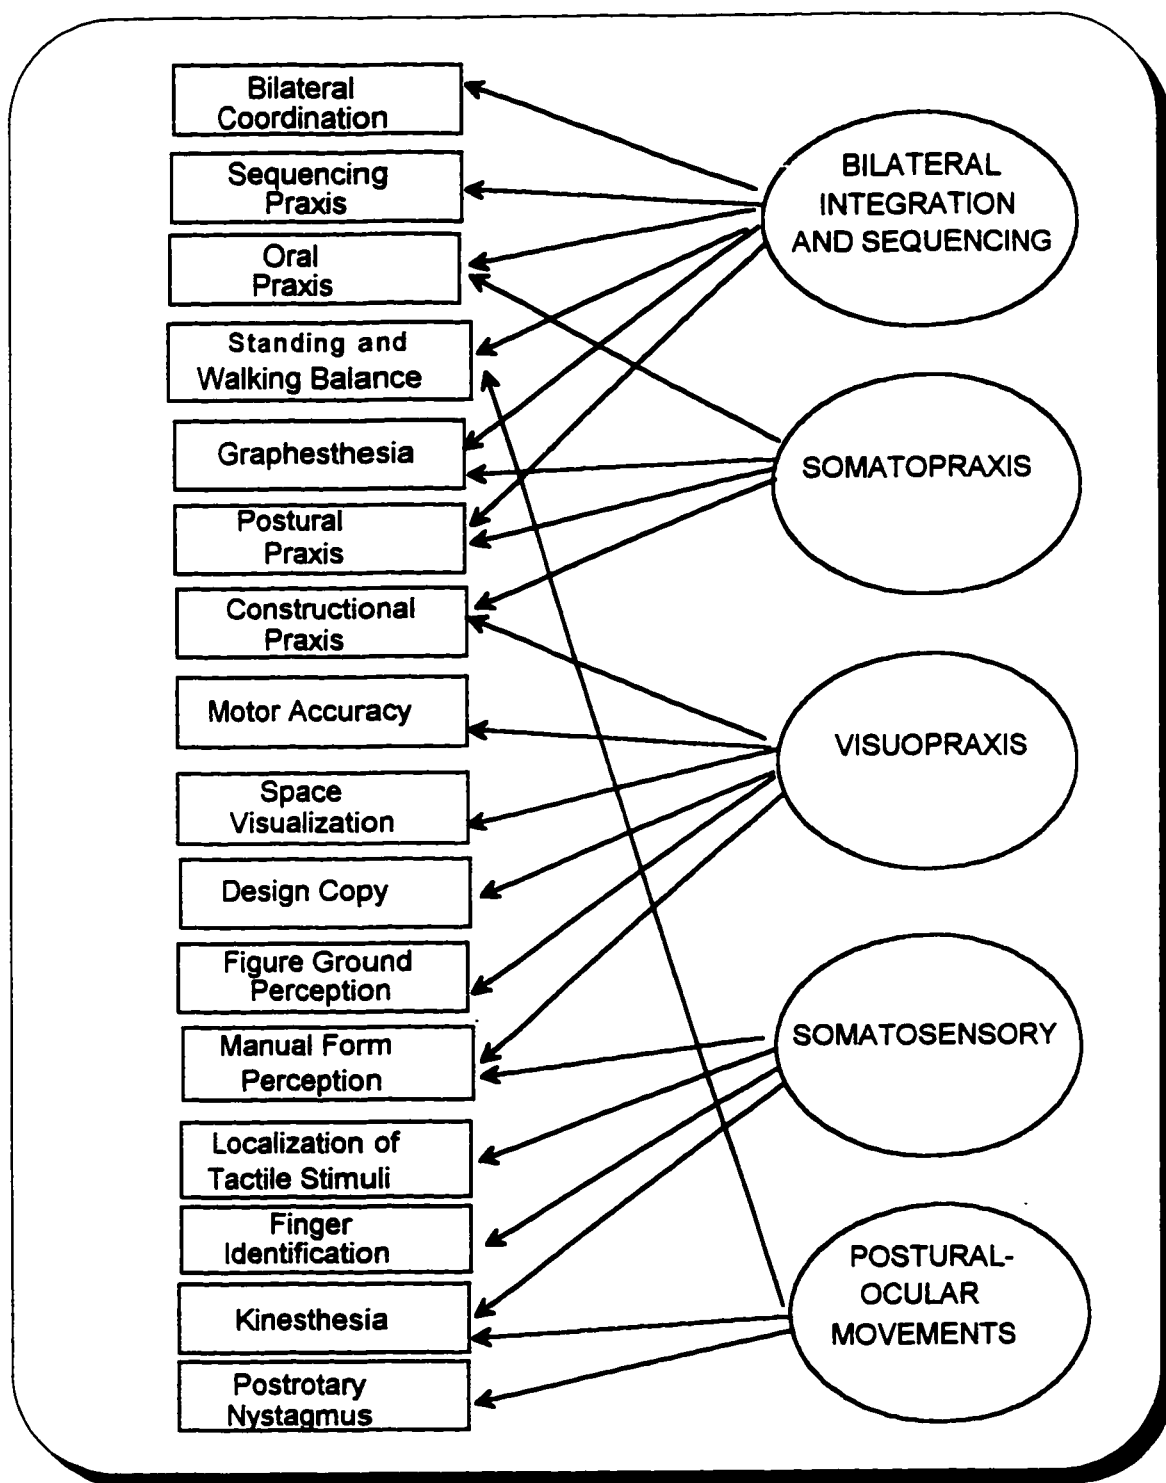 Bilateral
Coordination
Sequencing
Praxis
Oral
Praxis
Standing and
Walking Balance
Graphesthesia
Postural
Praxis
Constructional
Praxis
Motor Accuracy
Space
Visualization
Design Copy
Figure Ground
Perception
Manual Form
Perception
Localization of
Tactile Stimuli
Finger
Identification
Kinesthesia
Postrotary
Nystagmus
BILATERAL
INTEGRATION
AND SEQUENCING
SOMATOPRAXIS
VISUOPRAXIS
SOMATOSENSORY
POSTURAL-
OCULAR
MOVEMENTS